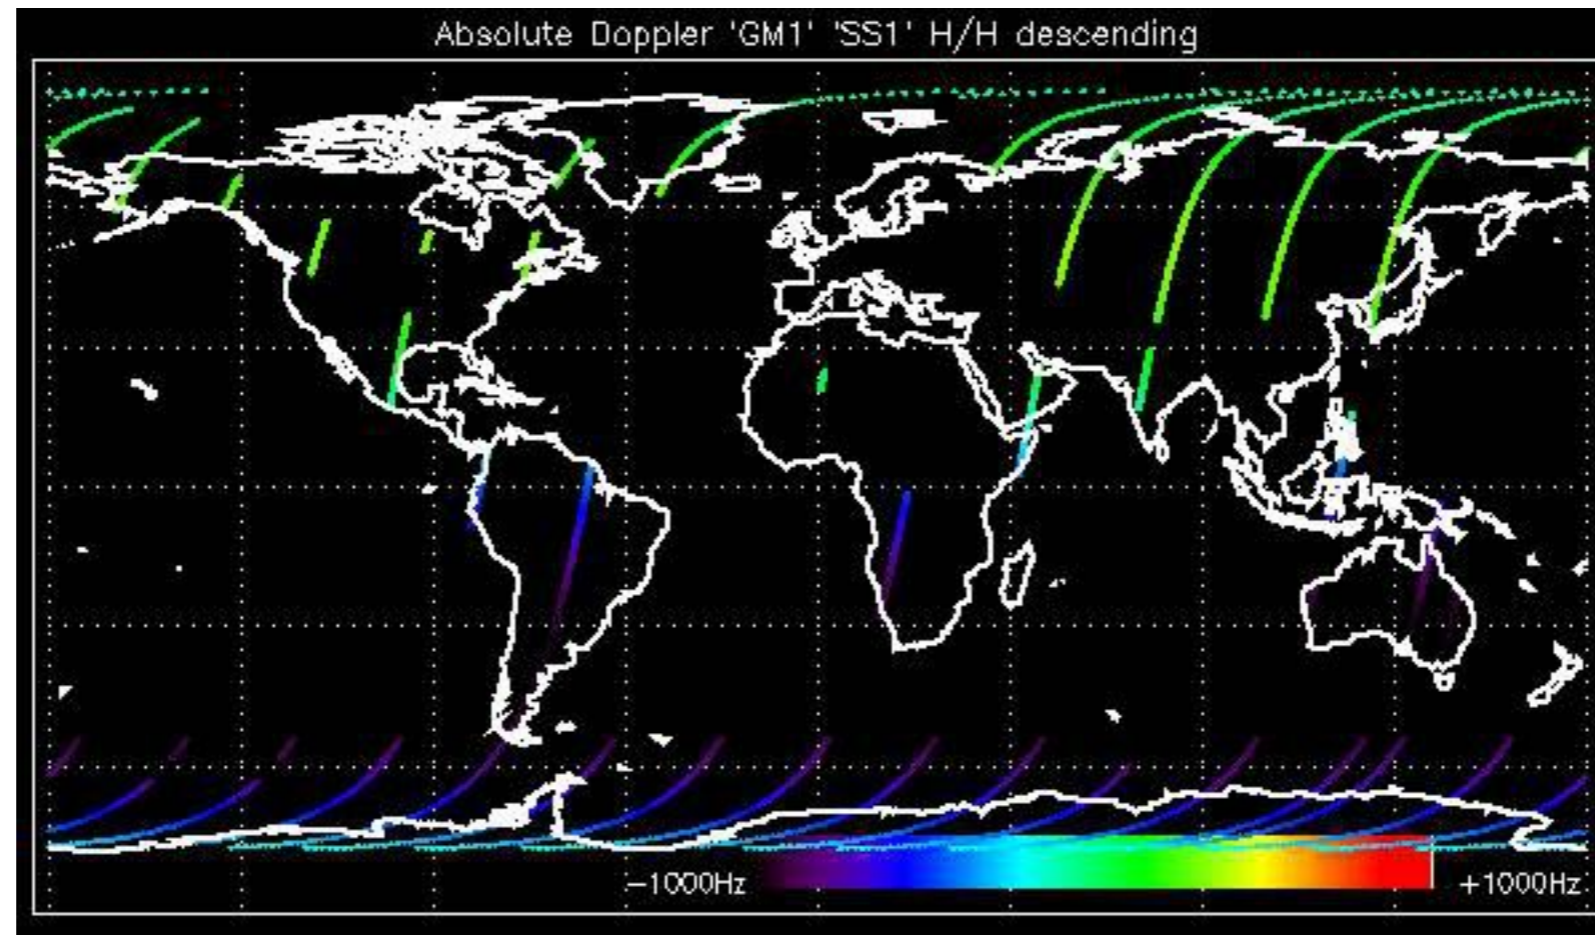 Absolute Doppler 'GM1' 'SS1' H/H descending
−1000Hz
+1000Hz